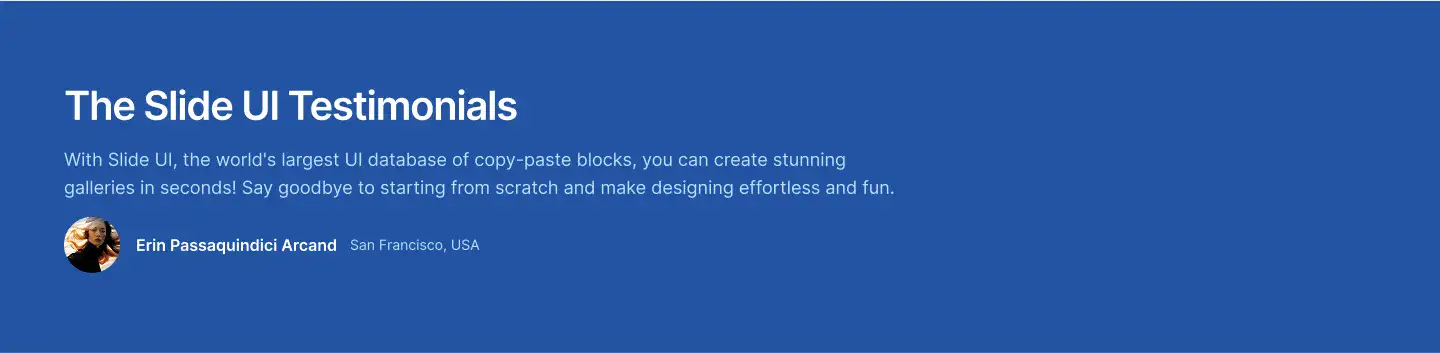 The Slide UI Testimonials
With Slide UI, the world's largest UI database of copy-paste blocks, you can create stunning
galleries in seconds! Say goodbye to starting from scratch and make designing effortless and fun.
Erin Passaquindici Arcand San Francisco, USA